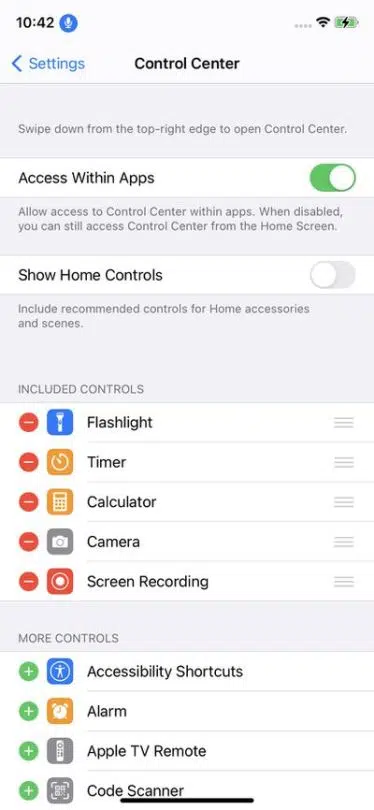 10:42
Settings
Control Center
Swipe down from the top-right edge to open Control Center.
Access Within Apps
Allow access to Control Center within apps. When disabled,
you can still access Control Center from the Home Screen.
Show Home Controls
Include recommended controls for Home accessories
and scenes.
INCLUDED CONTROLS
Flashlight
Timer
Calculator
Camera
Screen Recording
MORE CONTROLS
Accessibility Shortcuts
Alarm
Apple TV Remote
Code Scanner